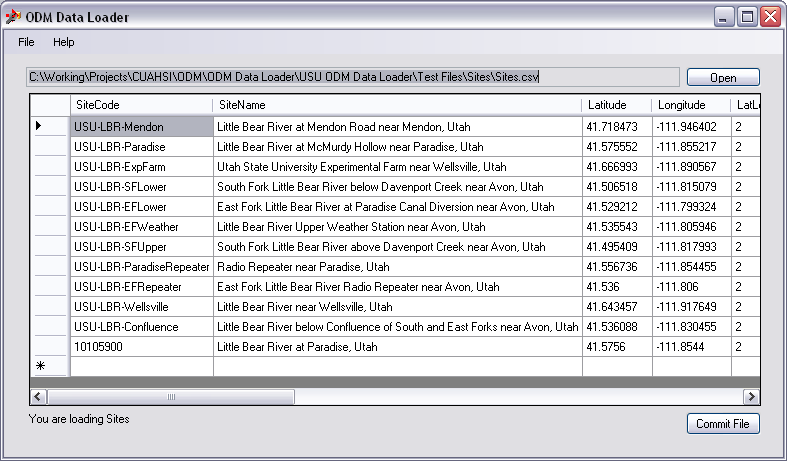 ODM Data Loader
File Help
C:\Working\Projects\CUAHSI\ODM\ODM Data Loader\USU ODM Data Loader\Test Files\Sites\Sites.csv Open
SiteCode SiteName Latitude Longitude LatLo
USU-LBR-Mendon Little Bear River at Mendon Road near Mendon, Utah 41.718473 -111.946402 2
USU-LBR-Paradise Little Bear River at McMurdy Hollow near Paradise, Utah 41.575552 -111.855217 2
USU-LBR-ExpFarm Utah State University Experimental Farm near Wellsville, Utah 41.666993 -111.890567 2
USU-LBR-SFLower South Fork Little Bear River below Davenport Creek near Avon, Utah 41.506518 -111.815079 2
USU-LBR-EFLower East Fork Little Bear River at Paradise Canal Diversion near Avon, Utah 41.529212 -111.799324 2
USU-LBR-EFWeather Little Bear River Upper Weather Station near Avon, Utah 41.535543 -111.805946 2
USU-LBR-SFUpper South Fork Little Bear River above Davenport Creek near Avon, Utah 41.495409 -111.817993 2
USU-LBR-ParadiseRepeater Radio Repeater near Paradise, Utah 41.556736 -111.854455 2
USU-LBR-EFRepeater East Fork Little Bear River Radio Repeater near Avon, Utah 41.536 -111.806 2
USU-LBR-Wellsville Little Bear River near Wellsville, Utah 41.643457 -111.917649 2
USU-LBR-Confluence Little Bear River below Confluence of South and East Forks near Avon, Utah 41.536088 -111.830455 2
10105900 Little Bear River at Paradise, Utah 41.5756 -111.8544 2
You are loading Sites
Commit File